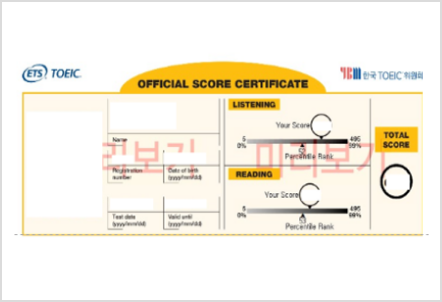 ETS TOEIC.
YBM 한국 TOEIC 위원회
OFFICIAL SCORE CERTIFICATE
Name
Registration number
Date of birth (yyyy/mm/dd)
Test date (yyyy/mm/dd)
Valid until (yyyy/mm/dd)
LISTENING
Your Score
5 495
0% 99%
Percentile Rank
READING
Your Score
5 495
0% 99%
Percentile Rank
TOTAL
SCORE
미리보기 미리보기